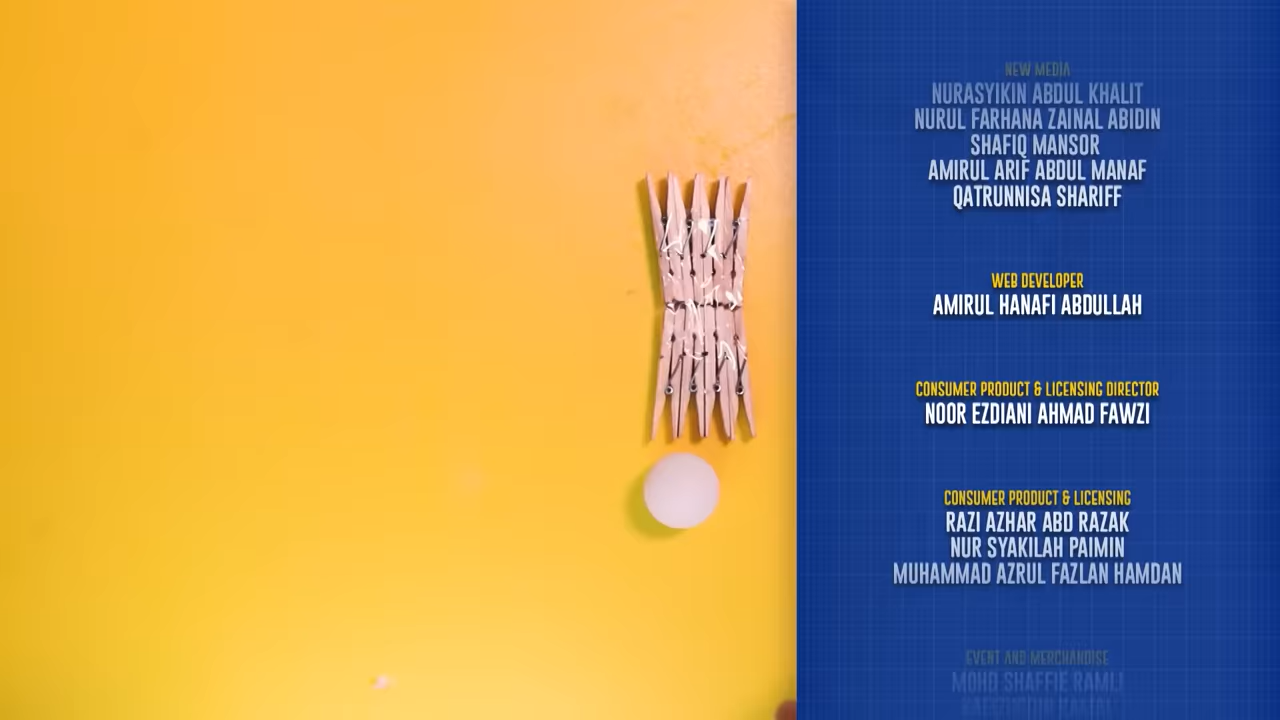 NEW MEDIA
NURASYIKIN ABDUL KHALIT
NURUL FARHANA ZAINAL ABIDIN
SHAFIQ MANSOR
AMIRUL ARIF ABDUL MANAF
QATRUNNISA SHARIFF
WEB DEVELOPER
AMIRUL HANAFI ABDULLAH
CONSUMER PRODUCT & LICENSING DIRECTOR
NOOR EZDIANI AHMAD FAWZI
CONSUMER PRODUCT & LICENSING
RAZI AZHAR ABD RAZAK
NUR SYAKILAH PAIMIN
MUHAMMAD AZRUL FAZLAN HAMDAN
EVENT AND MERCHANDISE
MOHD SHAFFIE RAMLI